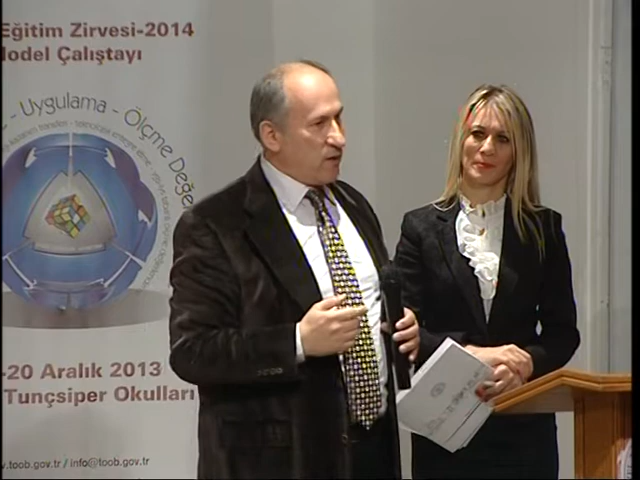 Eğitim Zirvesi-2014
Model Çalıştayı
- Uygulama - Ölçme Değer
-20 Aralık 2013
Tunçsiper Okulları
.toob.gov.tr / info@toob.gov.tr